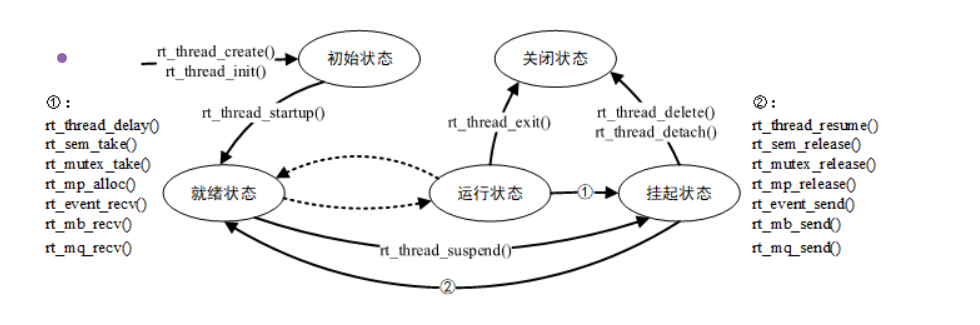 rt_thread_create()
rt_thread_init()
初始状态
关闭状态
①：
rt_thread_delay()
rt_sem_take()
rt_mutex_take()
rt_mp_alloc()
rt_event_recv()
rt_mb_recv()
rt_mq_recv()
rt_thread_startup()
rt_thread_exit()
rt_thread_delete()
rt_thread_detach()
就绪状态
运行状态
①
挂起状态
rt_thread_suspend()
②
②：
rt_thread_resume()
rt_sem_release()
rt_mutex_release()
rt_mp_release()
rt_event_send()
rt_mb_send()
rt_mq_send()